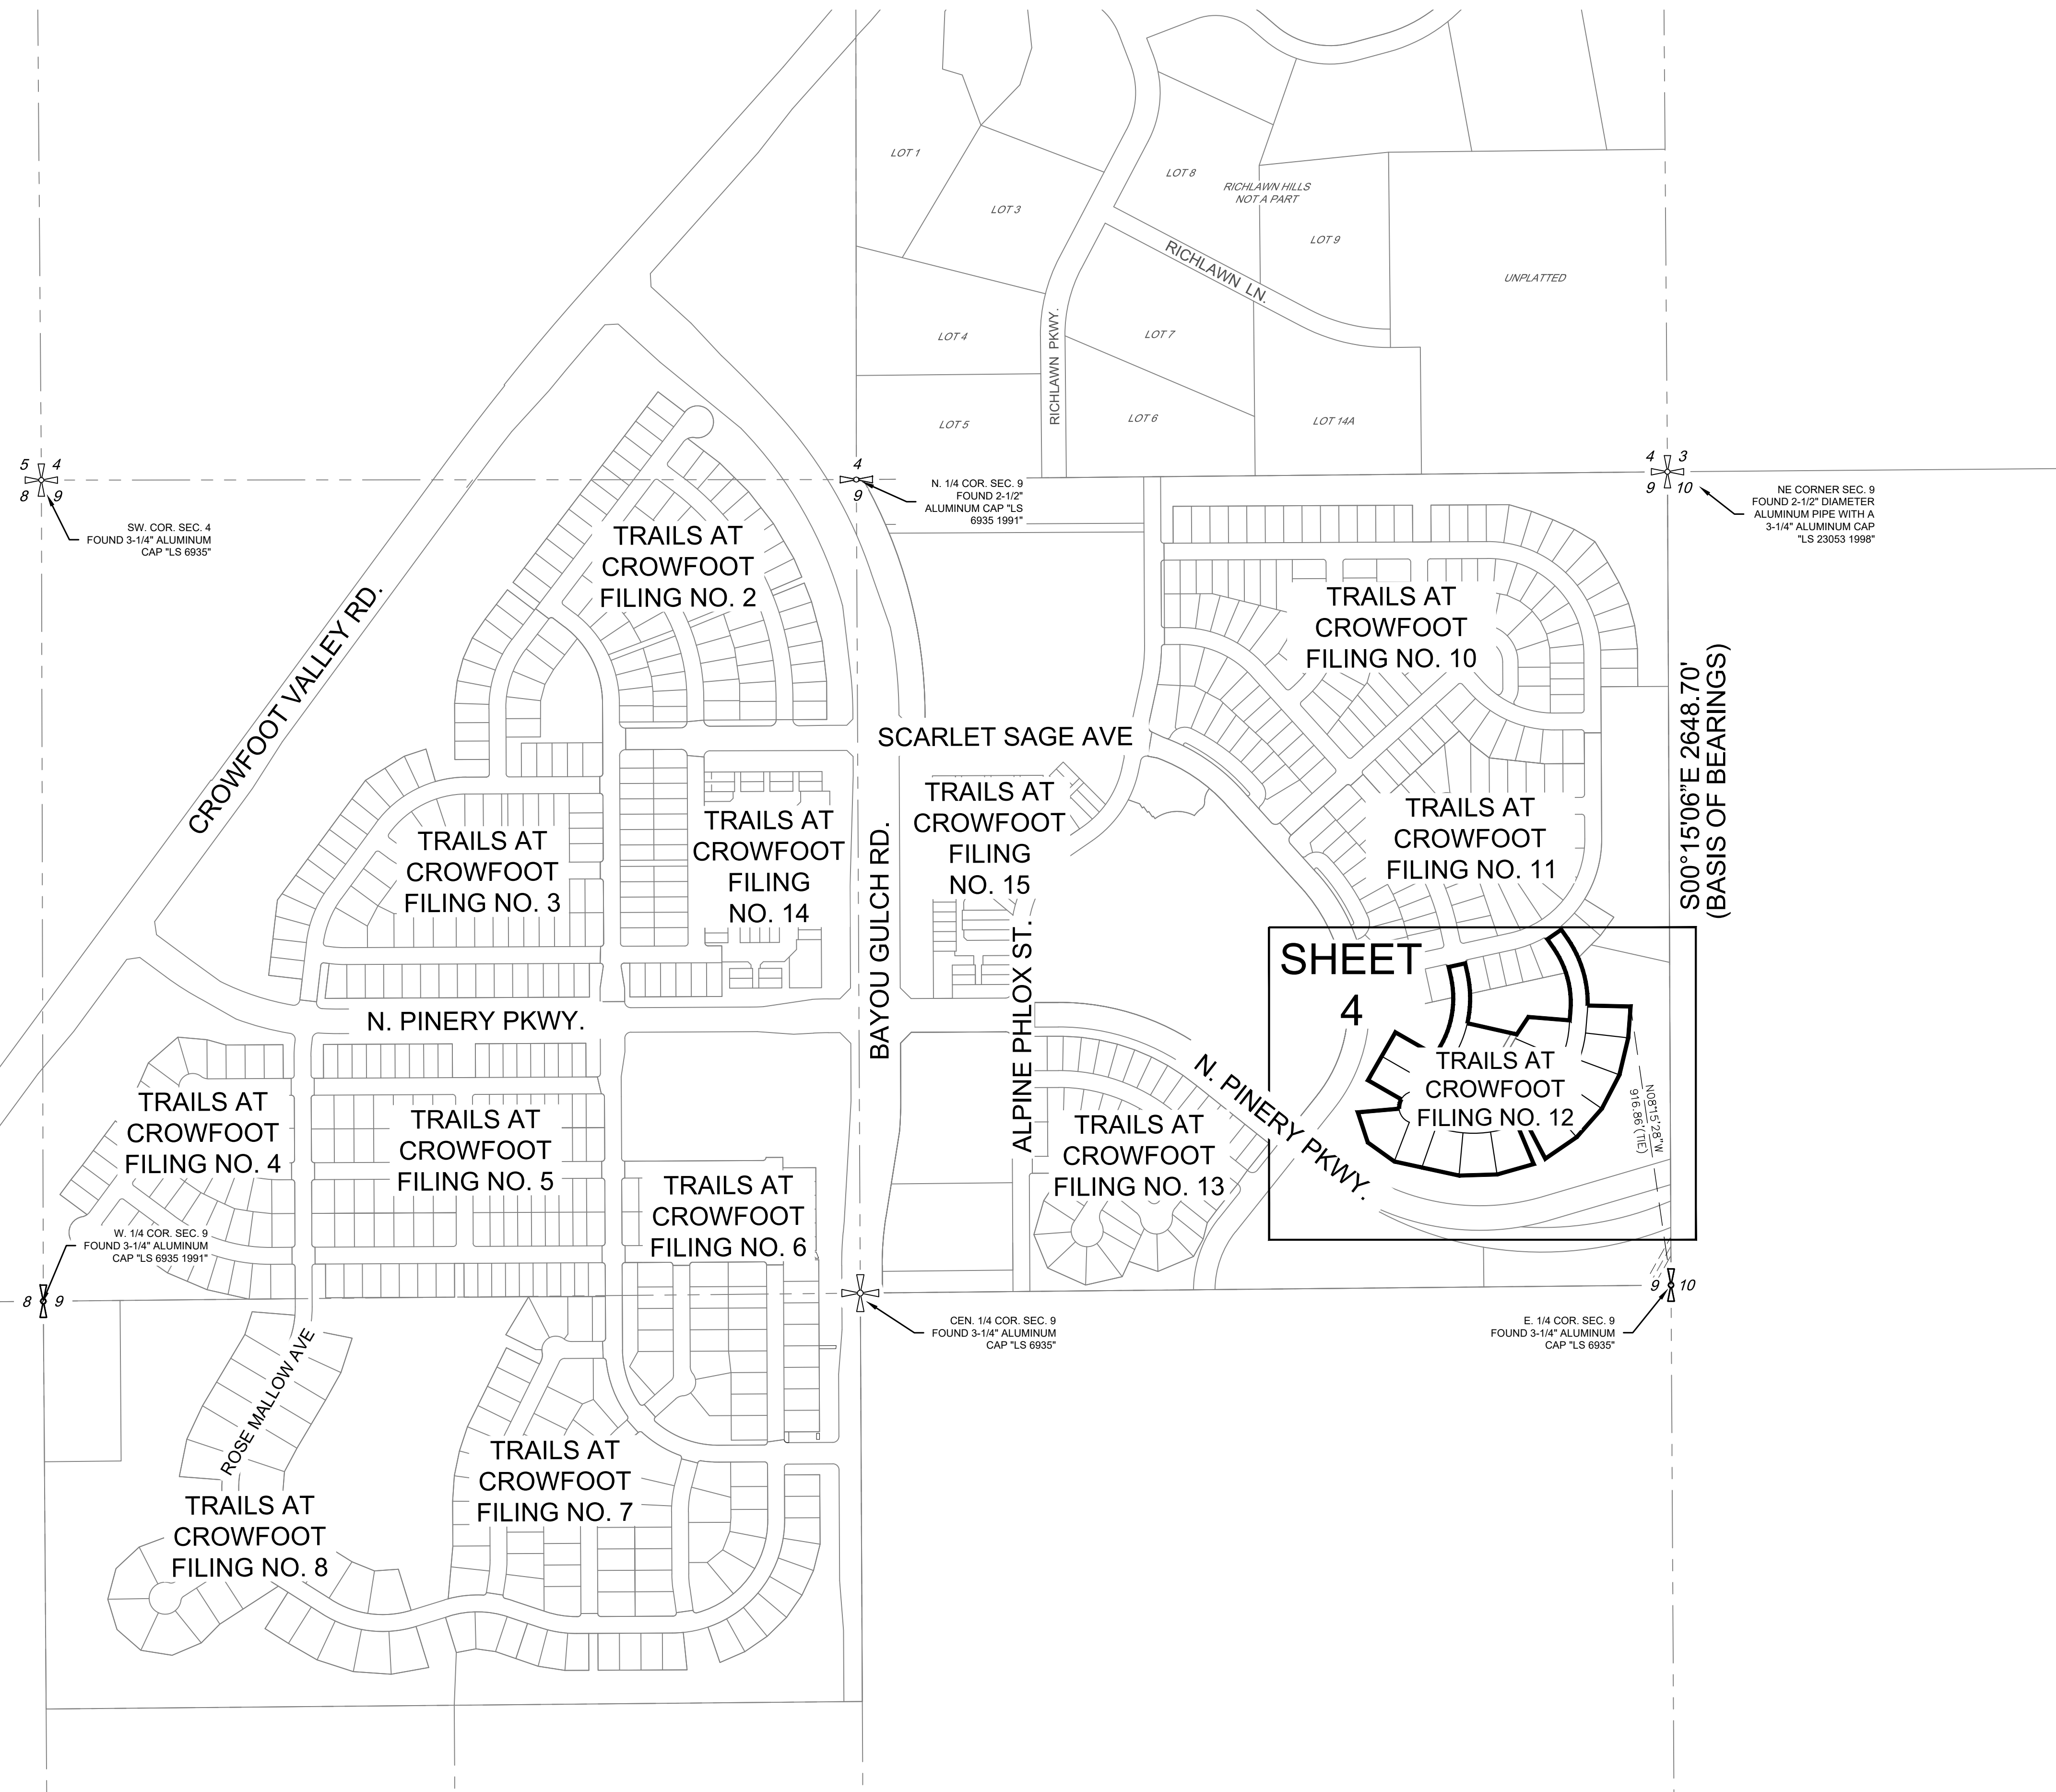 LOT 1
LOT 3
LOT 8
RICHLAWN HILLS
NOT A PART
LOT 9
RICHLAWN LN.
UNPLATTED
LOT 4
LOT 7
RICHLAWN PKWY.
LOT 5
LOT 6
LOT 14A
5 4
8 9
SW. COR. SEC. 4
FOUND 3-1/4" ALUMINUM
CAP "LS 6935"
4
9
N. 1/4 COR. SEC. 9
FOUND 2-1/2"
ALUMINUM CAP "LS
6935 1991"
4 3
9 10
NE CORNER SEC. 9
FOUND 2-1/2" DIAMETER
ALUMINUM PIPE WITH A
3-1/4" ALUMINUM CAP
"LS 23053 1998"
TRAILS AT
CROWFOOT
FILING NO. 2
CROWFOOT VALLEY RD.
TRAILS AT
CROWFOOT
FILING NO. 10
S00°15'06"E 2648.70'
(BASIS OF BEARINGS)
SCARLET SAGE AVE
TRAILS AT
CROWFOOT
FILING NO. 3
TRAILS AT
CROWFOOT
FILING
NO. 14
BAYOU GULCH RD.
TRAILS AT
CROWFOOT
FILING
NO. 15
TRAILS AT
CROWFOOT
FILING NO. 11
ALPINE PHLOX ST.
SHEET
4
N. PINERY PKWY.
N. PINERY PKWY.
TRAILS AT
CROWFOOT
FILING NO. 12
N08°15'28"W
916.86'(TIE)
TRAILS AT
CROWFOOT
FILING NO. 4
TRAILS AT
CROWFOOT
FILING NO. 5
TRAILS AT
CROWFOOT
FILING NO. 13
TRAILS AT
CROWFOOT
FILING NO. 6
W. 1/4 COR. SEC. 9
FOUND 3-1/4" ALUMINUM
CAP "LS 6935 1991"
8 9
CEN. 1/4 COR. SEC. 9
FOUND 3-1/4" ALUMINUM
CAP "LS 6935"
9 10
E. 1/4 COR. SEC. 9
FOUND 3-1/4" ALUMINUM
CAP "LS 6935"
ROSE MALLOW AVE
TRAILS AT
CROWFOOT
FILING NO. 7
TRAILS AT
CROWFOOT
FILING NO. 8